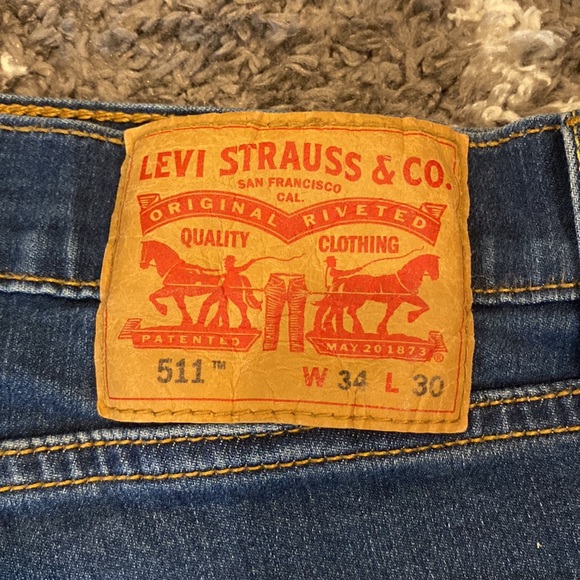 LEVI STRAUSS & CO.
SAN FRANCISCO
CAL.
ORIGINAL RIVETED
QUALITY CLOTHING
PATENTED MAY 20 1873 ®
511™ W 34 L 30